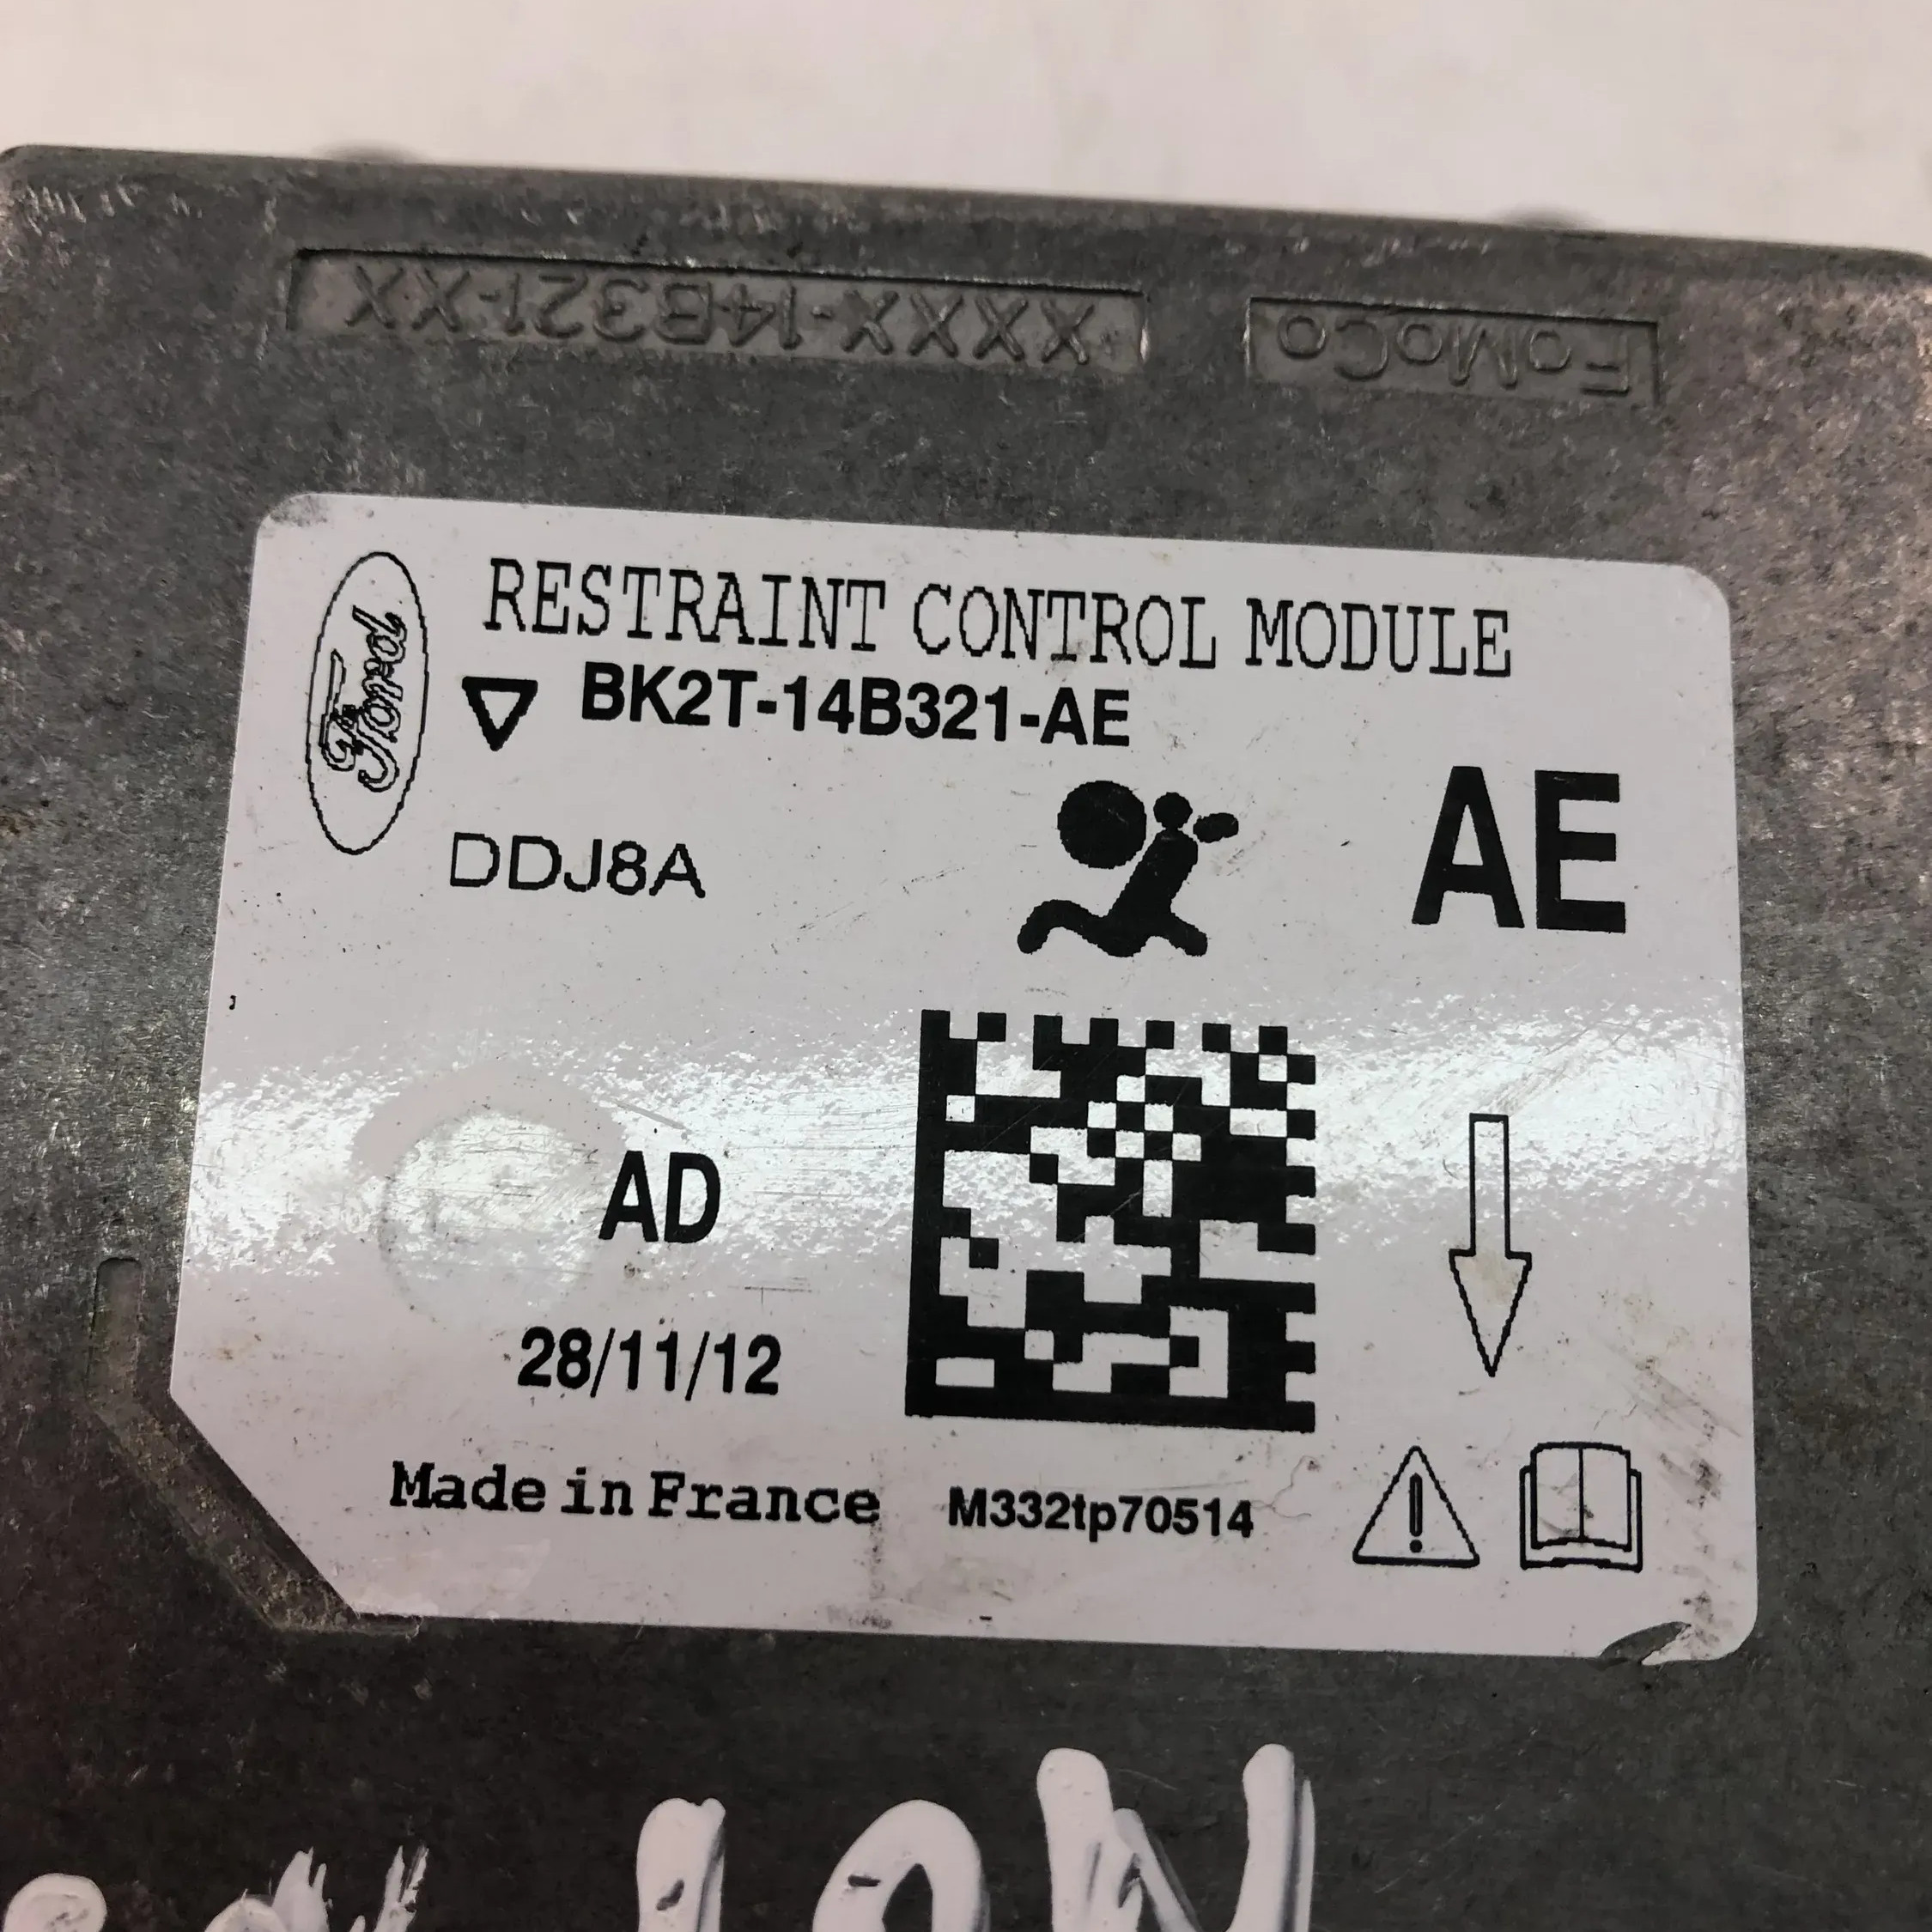 XXXX-14B321-XX
FoMoCo
Ford
RESTRAINT CONTROL MODULE
BK2T-14B321-AE
AE
DDJ8A
AD
28/11/12
Made in France
M332tp70514